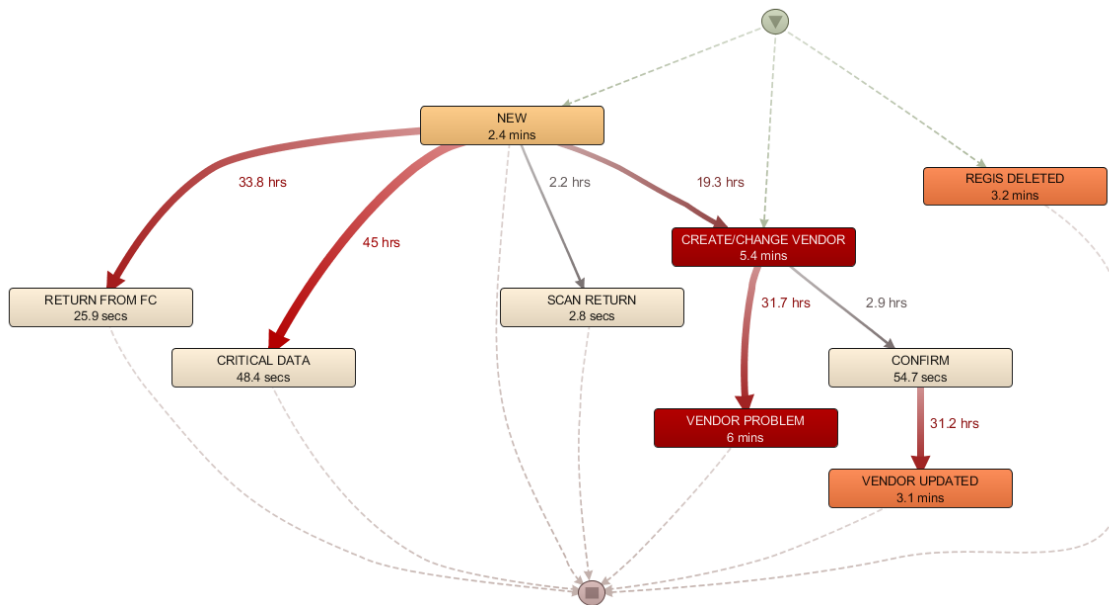 NEW
2.4 mins
33.8 hrs
2.2 hrs
19.3 hrs
REGIS DELETED
3.2 mins
45 hrs
CREATE/CHANGE VENDOR
5.4 mins
RETURN FROM FC
25.9 secs
SCAN RETURN
2.8 secs
31.7 hrs
2.9 hrs
CRITICAL DATA
48.4 secs
CONFIRM
54.7 secs
VENDOR PROBLEM
6 mins
31.2 hrs
VENDOR UPDATED
3.1 mins